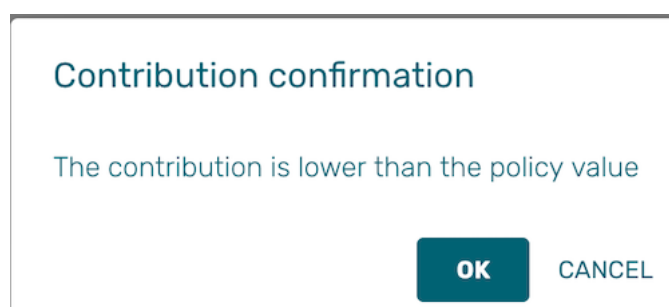 Contribution confirmation
The contribution is lower than the policy value
OK CANCEL